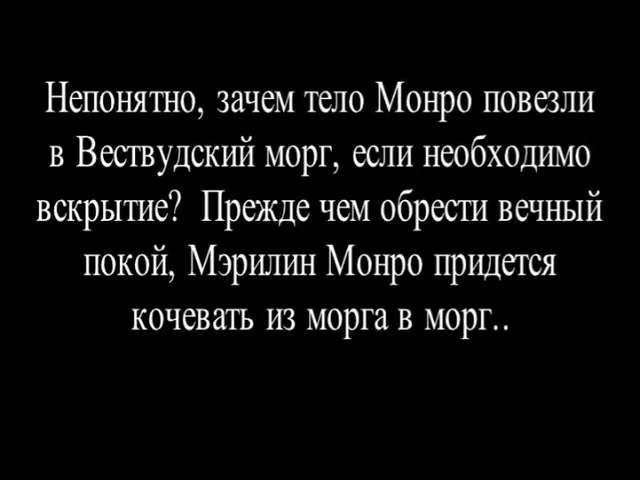 Непонятно, зачем тело Монро повезли
в Вествудский морг, если необходимо
вскрытие?  Прежде чем обрести вечный
покой, Мэрилин Монро придется
кочевать из морга в морг..